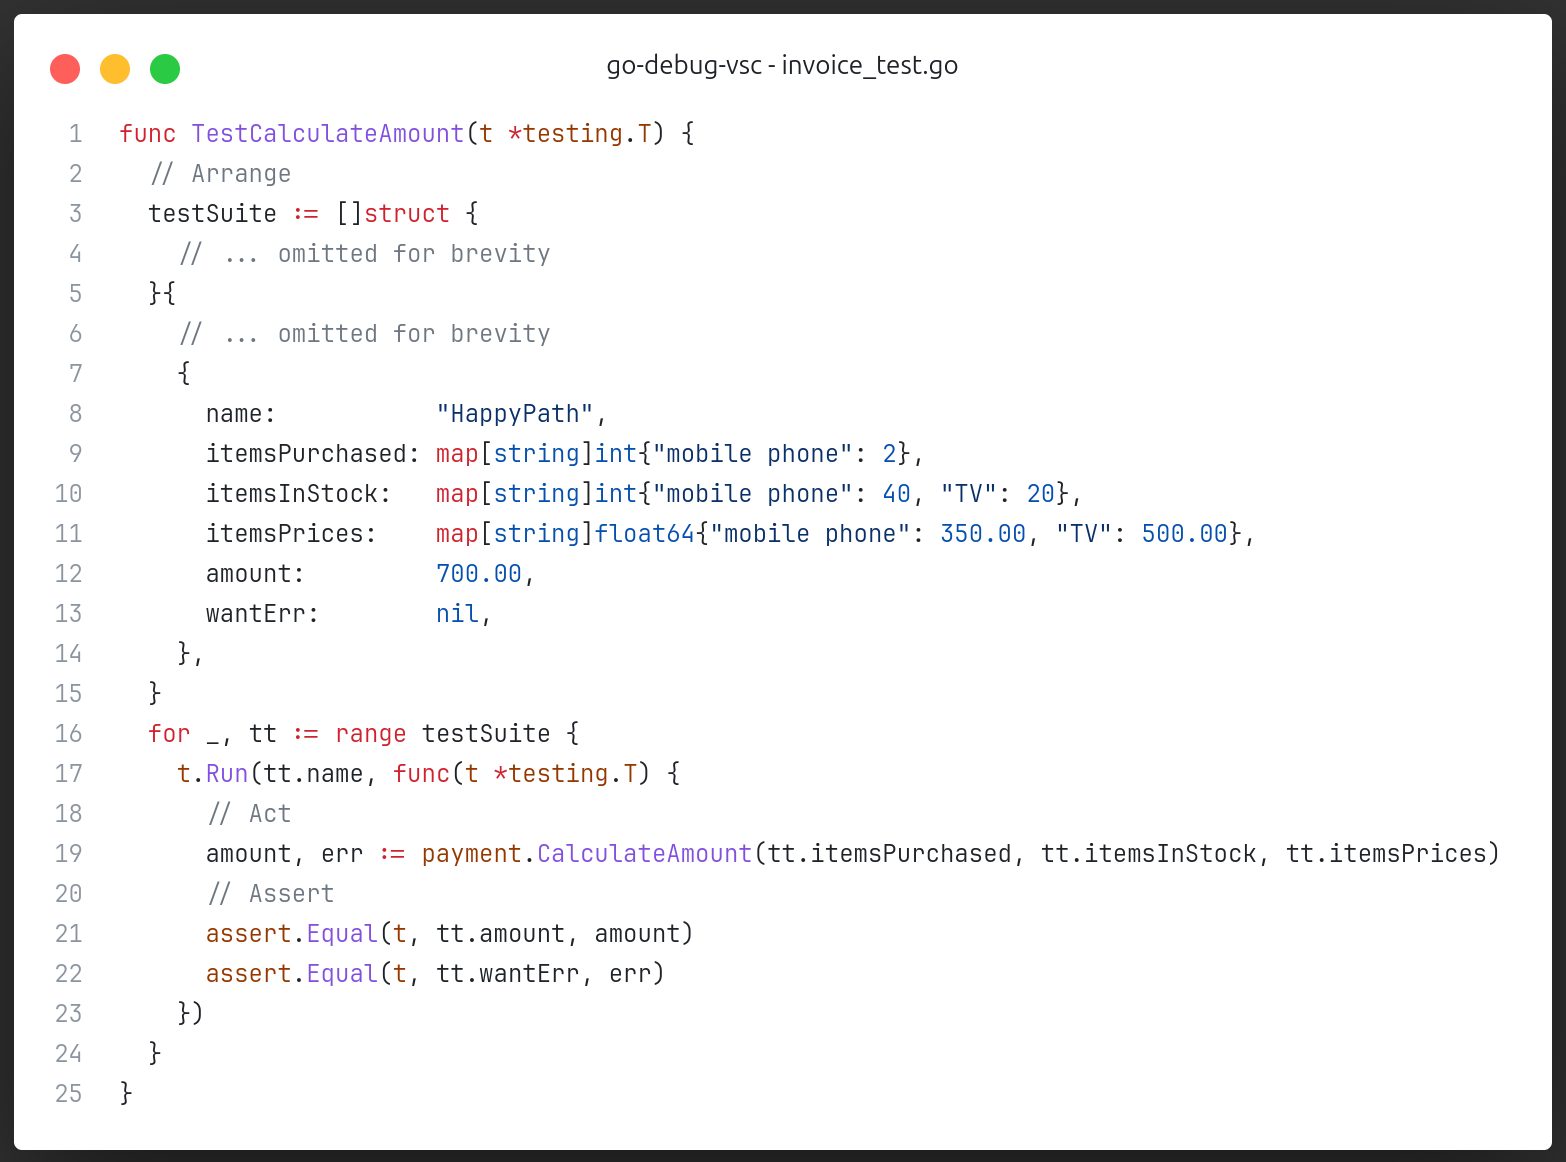 go-debug-vsc - invoice_test.go
1 func TestCalculateAmount(t *testing.T) {
2   // Arrange
3   testSuite := []struct {
4     // ... omitted for brevity
5   }{
6     // ... omitted for brevity
7     {
8       name:           "HappyPath",
9       itemsPurchased: map[string]int{"mobile phone": 2},
10       itemsInStock:   map[string]int{"mobile phone": 40, "TV": 20},
11       itemsPrices:    map[string]float64{"mobile phone": 350.00, "TV": 500.00},
12       amount:         700.00,
13       wantErr:        nil,
14     },
15   }
16   for _, tt := range testSuite {
17     t.Run(tt.name, func(t *testing.T) {
18       // Act
19       amount, err := payment.CalculateAmount(tt.itemsPurchased, tt.itemsInStock, tt.itemsPrices)
20       // Assert
21       assert.Equal(t, tt.amount, amount)
22       assert.Equal(t, tt.wantErr, err)
23     })
24   }
25 }